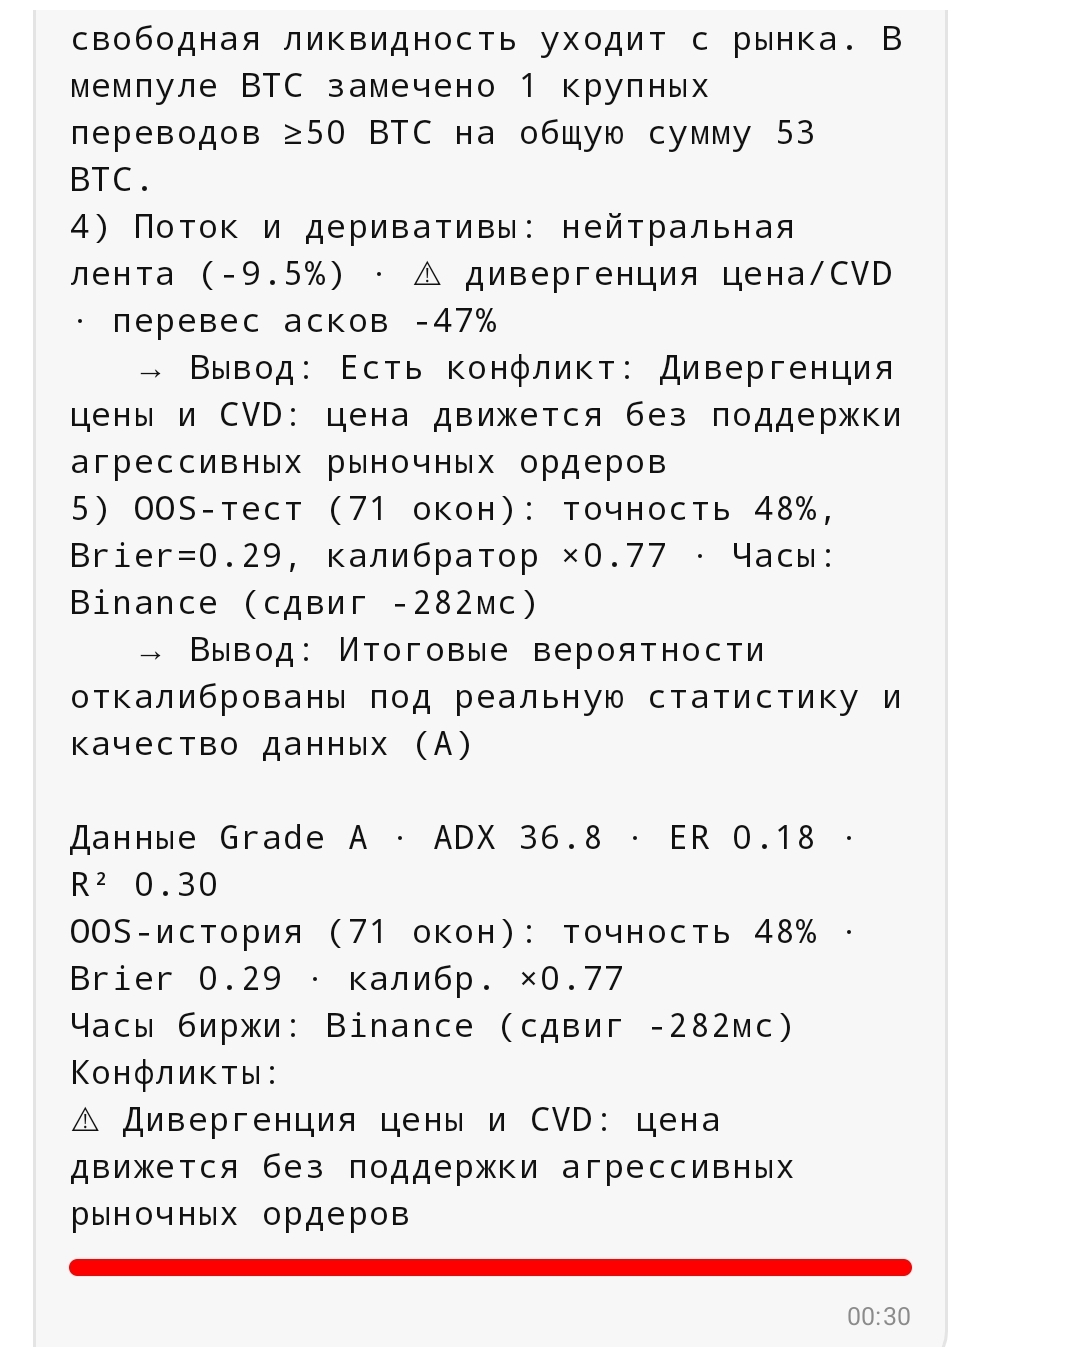 свободная ликвидность уходит с рынка. В
мемпуле BTC замечено 1 крупных
переводов ≥50 BTC на общую сумму 53
BTC.
4) Поток и деривативы: нейтральная
лента (-9.5%) · ⚠ дивергенция цена/CVD
· перевес асков -47%
→ Вывод: Есть конфликт: Дивергенция
цены и CVD: цена движется без поддержки
агрессивных рыночных ордеров
5) OOS-тест (71 окон): точность 48%,
Brier=0.29, калибратор ×0.77 · Часы:
Binance (сдвиг -282мс)
→ Вывод: Итоговые вероятности
откалиброваны под реальную статистику и
качество данных (A)
Данные Grade A · ADX 36.8 · ER 0.18 ·
R² 0.30
OOS-история (71 окон): точность 48% ·
Brier 0.29 · калибр. ×0.77
Часы биржи: Binance (сдвиг -282мс)
Конфликты:
⚠ Дивергенция цены и CVD: цена
движется без поддержки агрессивных
рыночных ордеров
00:30